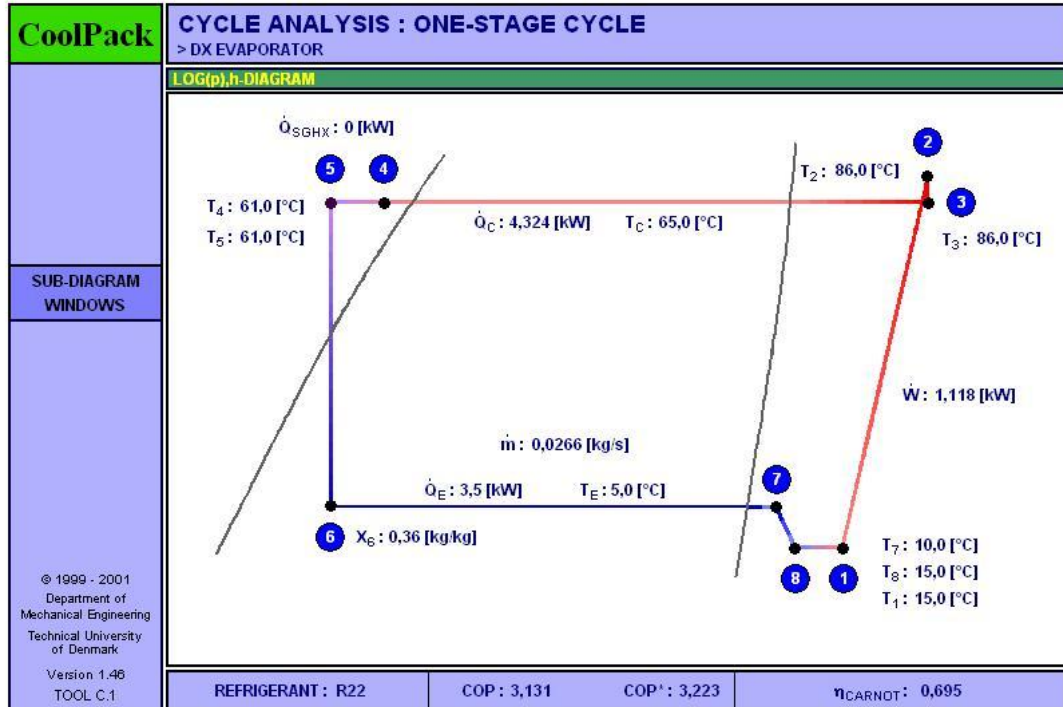 CoolPack
CYCLE ANALYSIS : ONE-STAGE CYCLE
> DX EVAPORATOR
LOG(p),h-DIAGRAM
SUB-DIAGRAM
WINDOWS
© 1999 - 2001
Department of
Mechanical Engineering
Technical University
of Denmark
Version 1.46
TOOL C.1
Q̇SGHX : 0 [kW]
5
4
2
T2 : 86,0 [°C]
3
T4 : 61,0 [°C]
T5 : 61,0 [°C]
Q̇C : 4,324 [kW]
TC : 65,0 [°C]
T3 : 86,0 [°C]
Ẇ : 1,118 [kW]
ṁ : 0,0266 [kg/s]
Q̇E : 3,5 [kW]
TE : 5,0 [°C]
7
6
X6 : 0,36 [kg/kg]
8
1
T7 : 10,0 [°C]
T8 : 15,0 [°C]
T1 : 15,0 [°C]
REFRIGERANT : R22
COP : 3,131
COP* : 3,223
ηCARNOT : 0,695